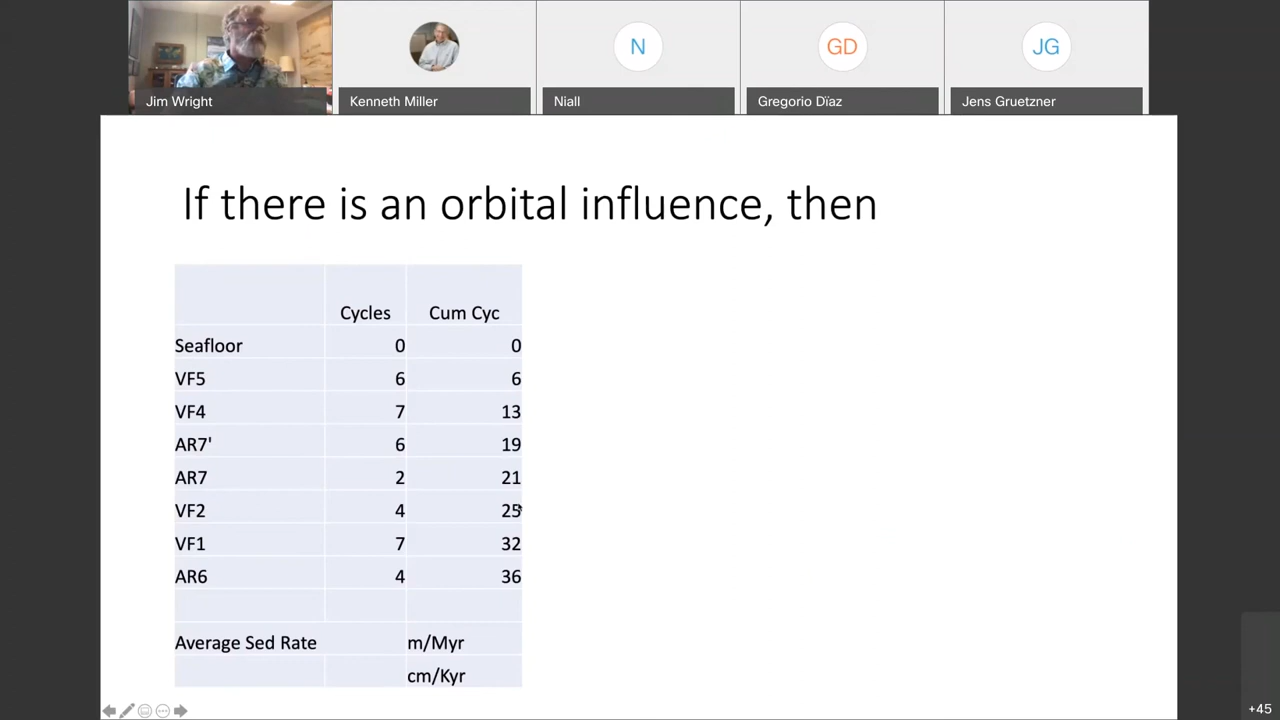 N
GD
JG
Jim Wright
Kenneth Miller
Niall
Gregorio Dïaz
Jens Gruetzner
If there is an orbital influence, then
Cycles Cum Cyc
Seafloor 0 0
VF5 6 6
VF4 7 13
AR7' 6 19
AR7 2 21
VF2 4 25
VF1 7 32
AR6 4 36
Average Sed Rate m/Myr
cm/Kyr
+45